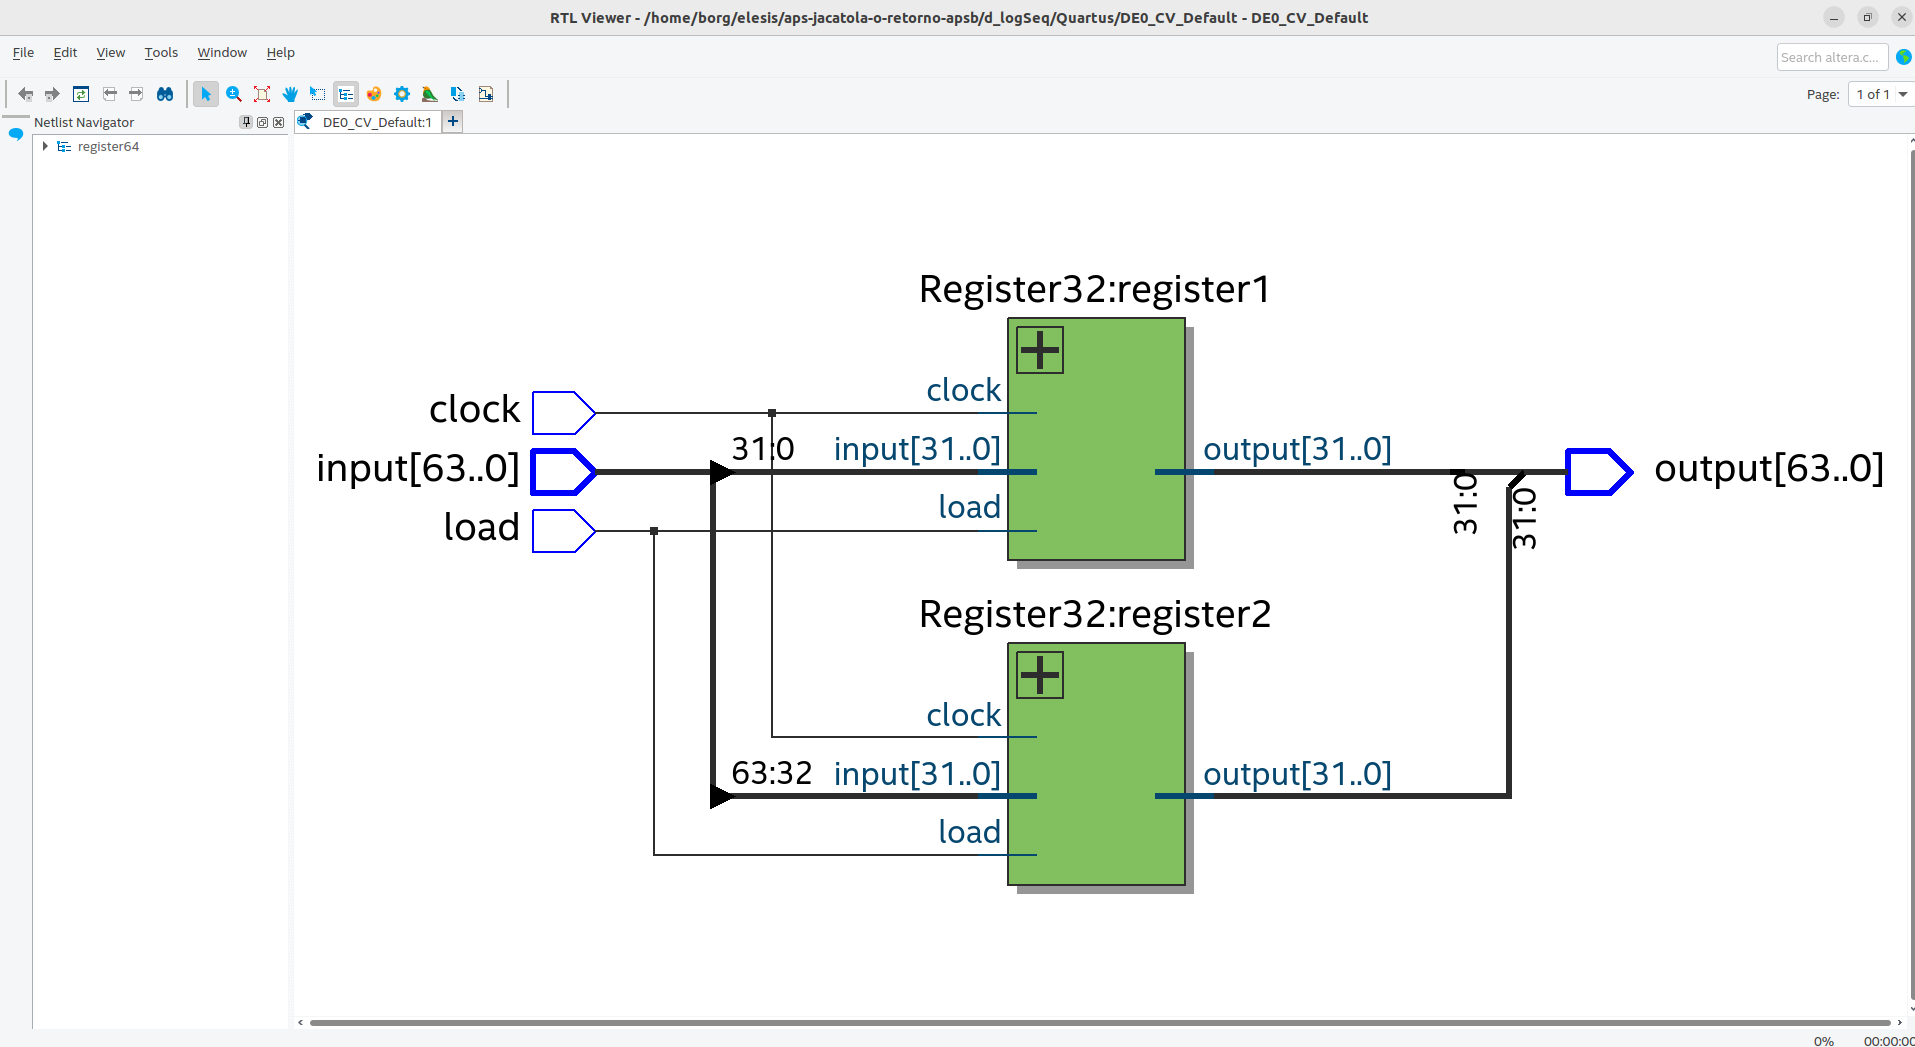 RTL Viewer - /home/borg/elesis/aps-jacatola-o-retorno-apsb/d_logSeq/Quartus/DE0_CV_Default - DE0_CV_Default
File Edit View Tools Window Help
Search altera.c...
Page: 1 of 1
Netlist Navigator
DE0_CV_Default:1
register64
Register32:register1
clock
clock
31:0
input[31..0]
output[31..0]
input[63..0]
output[63..0]
load
load
31:0
31:0
Register32:register2
clock
63:32
input[31..0]
output[31..0]
load
0%
00:00:00